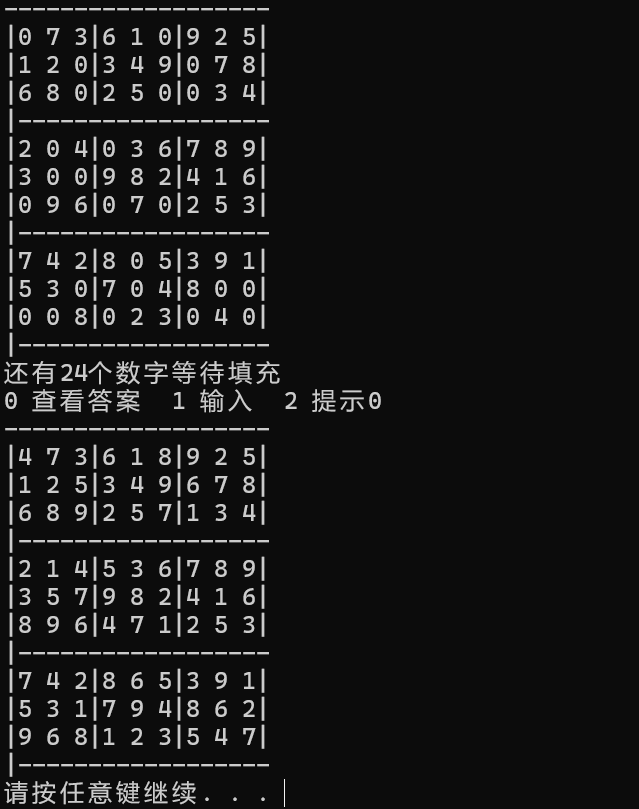 -------------------
|0 7 3|6 1 0|9 2 5|
|1 2 0|3 4 9|0 7 8|
|6 8 0|2 5 0|0 3 4|
|------------------
|2 0 4|0 3 6|7 8 9|
|3 0 0|9 8 2|4 1 6|
|0 9 6|0 7 0|2 5 3|
|------------------
|7 4 2|8 0 5|3 9 1|
|5 3 0|7 0 4|8 0 0|
|0 0 8|0 2 3|0 4 0|
|------------------
还有24个数字等待填充
0 查看答案  1 输入  2 提示0
-------------------
|4 7 3|6 1 8|9 2 5|
|1 2 5|3 4 9|6 7 8|
|6 8 9|2 5 7|1 3 4|
|------------------
|2 1 4|5 3 6|7 8 9|
|3 5 7|9 8 2|4 1 6|
|8 9 6|4 7 1|2 5 3|
|------------------
|7 4 2|8 6 5|3 9 1|
|5 3 1|7 9 4|8 6 2|
|9 6 8|1 2 3|5 4 7|
|------------------
请按任意键继续. . .